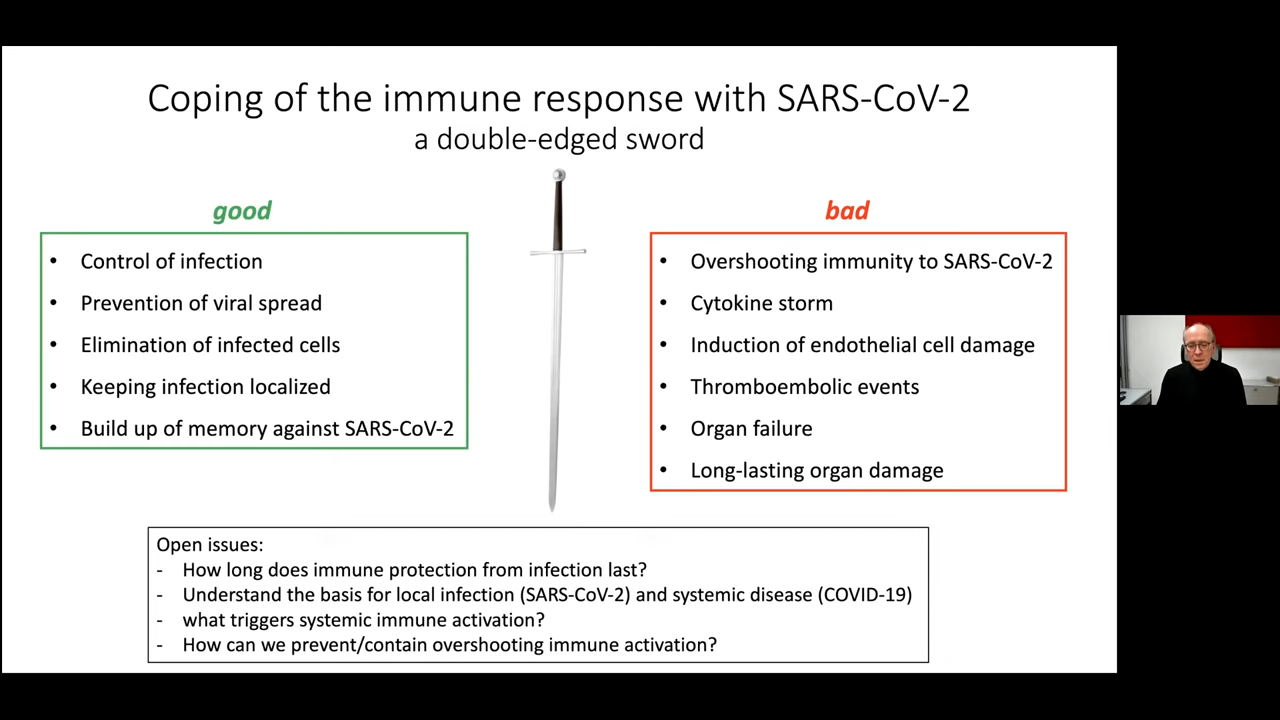 Coping of the immune response with SARS-CoV-2
a double-edged sword
good
• Control of infection
• Prevention of viral spread
• Elimination of infected cells
• Keeping infection localized
• Build up of memory against SARS-CoV-2
bad
• Overshooting immunity to SARS-CoV-2
• Cytokine storm
• Induction of endothelial cell damage
• Thromboembolic events
• Organ failure
• Long-lasting organ damage
Open issues:
- How long does immune protection from infection last?
- Understand the basis for local infection (SARS-CoV-2) and systemic disease (COVID-19)
- what triggers systemic immune activation?
- How can we prevent/contain overshooting immune activation?